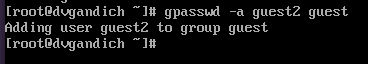 [root@dvgandich ~]# gpasswd -a guest2 guest
Adding user guest2 to group guest
[root@dvgandich ~]#